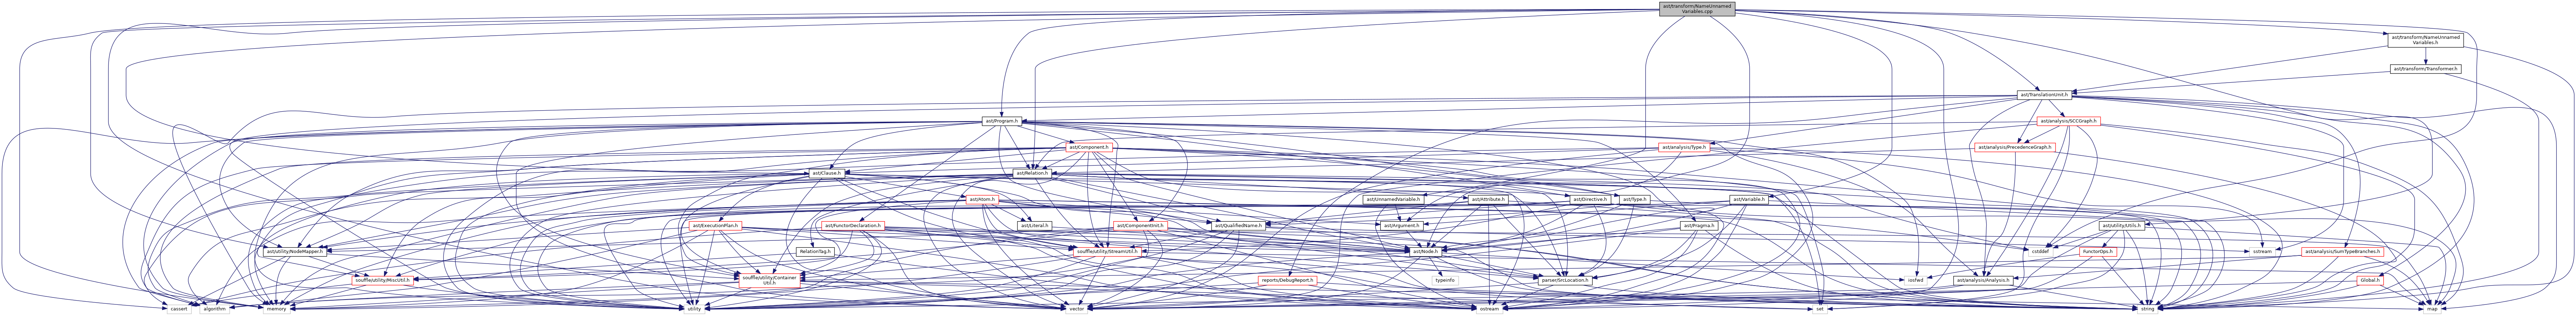 ast/transform/NameUnnamed
Variables.cpp
ast/transform/NameUnnamed
Variables.h
ast/transform/Transformer.h
ast/TranslationUnit.h
ast/Program.h
ast/analysis/SCCGraph.h
ast/Component.h
ast/analysis/Type.h
ast/analysis/PrecedenceGraph.h
ast/Clause.h
ast/Relation.h
ast/Atom.h
ast/UnnamedVariable.h
ast/Attribute.h
ast/Directive.h
ast/Type.h
ast/Variable.h
ast/ExecutionPlan.h
ast/FunctorDeclaration.h
ast/Literal.h
ast/ComponentInit.h
ast/QualifiedName.h
ast/Argument.h
ast/Pragma.h
ast/utility/Utils.h
ast/utility/NodeMapper.h
RelationTag.h
souffle/utility/StreamUtil.h
ast/Node.h
cstddef
FunctorOps.h
sstream
ast/analysis/SumTypeBranches.h
souffle/utility/MiscUtil.h
souffle/utility/Container
Util.h
reports/DebugReport.h
typeinfo
parser/SrcLocation.h
iosfwd
ast/analysis/Analysis.h
Global.h
cassert
algorithm
memory
utility
vector
ostream
set
string
map